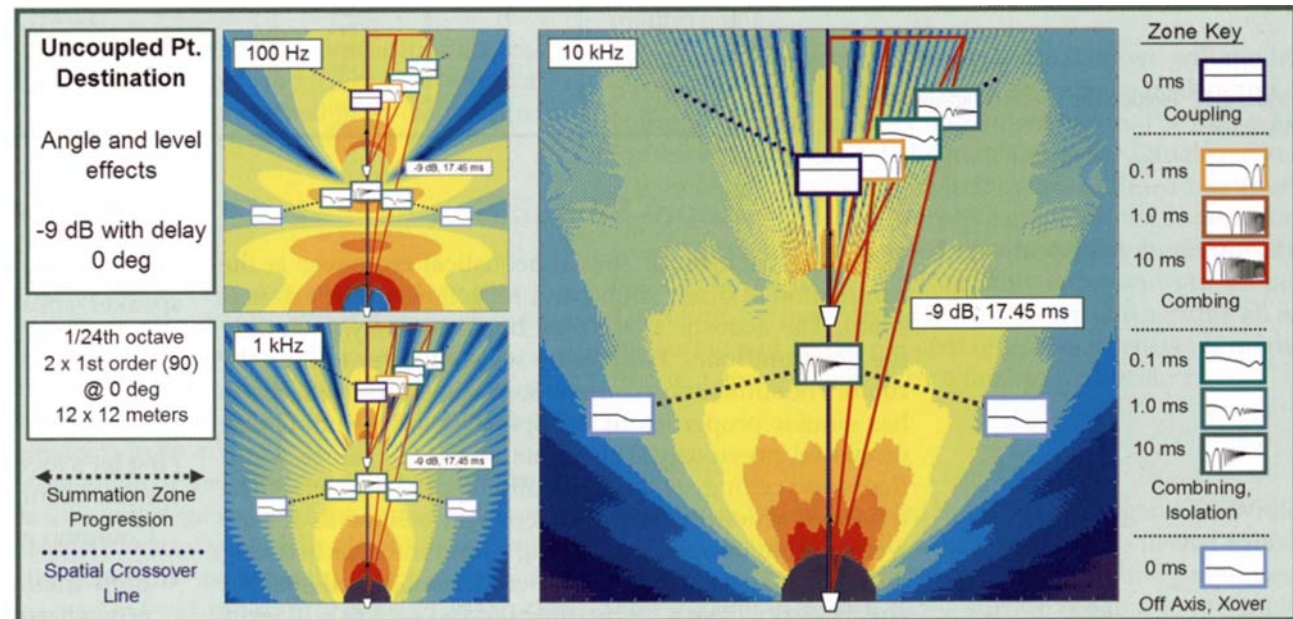 Uncoupled Pt.
Destination
Angle and level
effects
-9 dB with delay
0 deg
1/24th octave
2 x 1st order (90)
@ 0 deg
12 x 12 meters
Summation Zone
Progression
Spatial Crossover
Line
100 Hz
-9 dB, 17.45 ms
1 kHz
-9 dB, 17.45 ms
10 kHz
-9 dB, 17.45 ms
Zone Key
0 ms
Coupling
0.1 ms
1.0 ms
10 ms
Combing
0.1 ms
1.0 ms
10 ms
Combining,
Isolation
0 ms
Off Axis, Xover